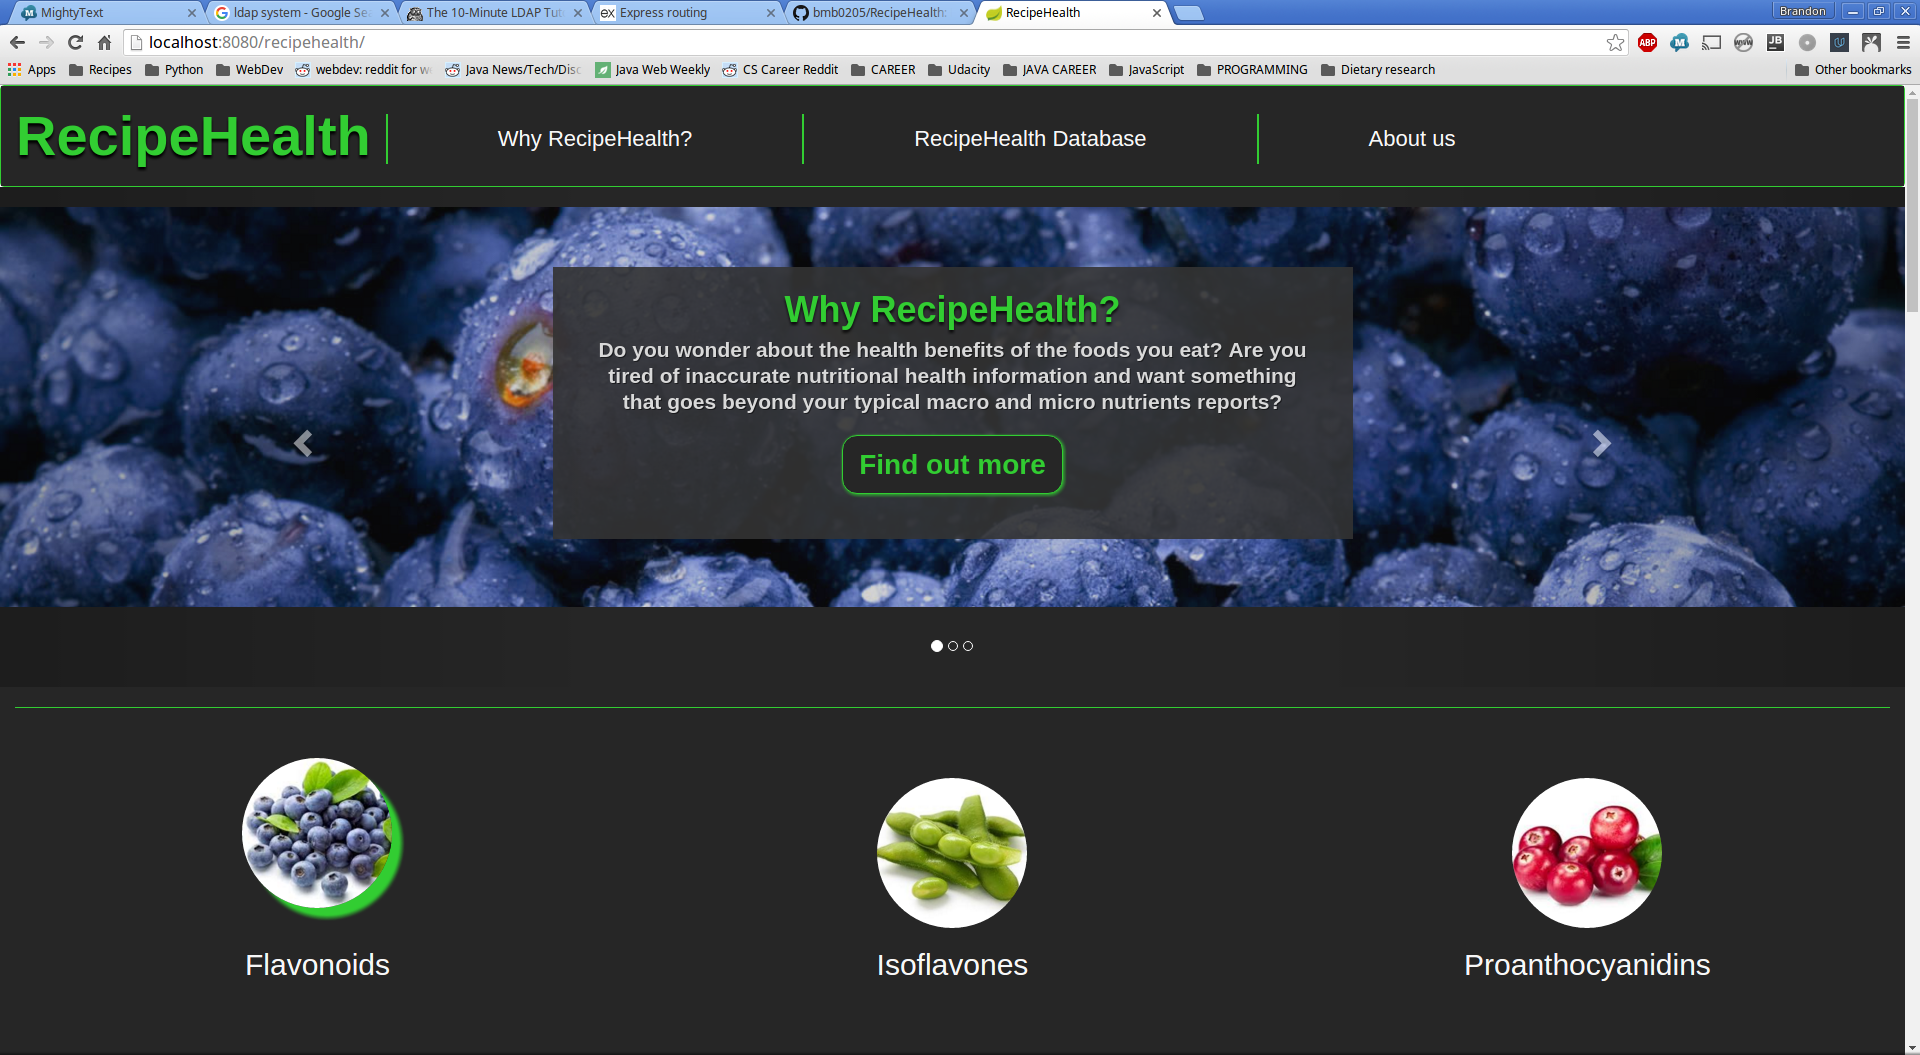 MightyText
ldap system - Google Se
The 10-Minute LDAP Tut
Express routing
bmb0205/RecipeHealth:
RecipeHealth
Brandon
localhost:8080/recipehealth/
ABP
JB
Apps
Recipes
Python
WebDev
webdev: reddit for w
Java News/Tech/Disc
Java Web Weekly
CS Career Reddit
CAREER
Udacity
JAVA CAREER
JavaScript
PROGRAMMING
Dietary research
Other bookmarks
RecipeHealth
Why RecipeHealth?
RecipeHealth Database
About us
Why RecipeHealth?
Do you wonder about the health benefits of the foods you eat? Are you
tired of inaccurate nutritional health information and want something
that goes beyond your typical macro and micro nutrients reports?
Find out more
Flavonoids
Isoflavones
Proanthocyanidins